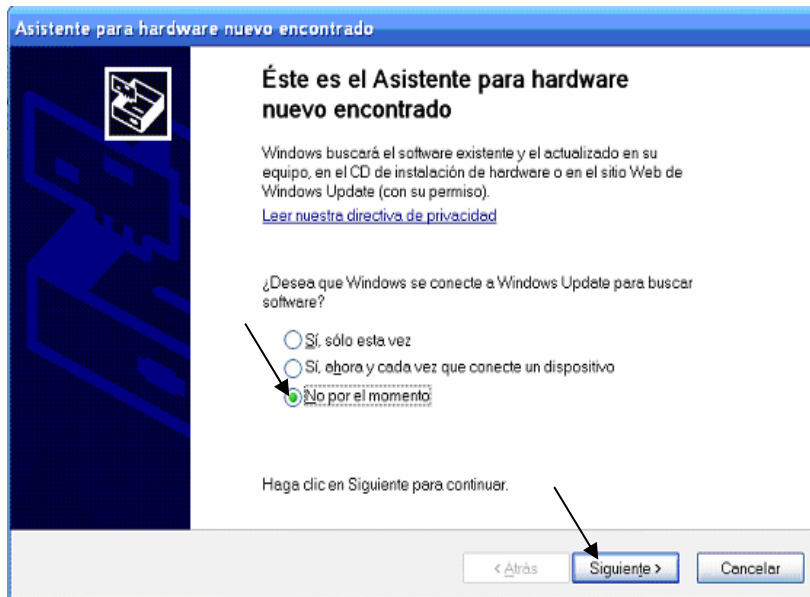 Asistente para hardware nuevo encontrado
Éste es el Asistente para hardware
nuevo encontrado
Windows buscará el software existente y el actualizado en su
equipo, en el CD de instalación de hardware o en el sitio Web de
Windows Update (con su permiso).
Leer nuestra directiva de privacidad
¿Desea que Windows se conecte a Windows Update para buscar
software?
Sí, sólo esta vez
Sí, ahora y cada vez que conecte un dispositivo
No por el momento
Haga clic en Siguiente para continuar.
< Atrás
Siguiente >
Cancelar